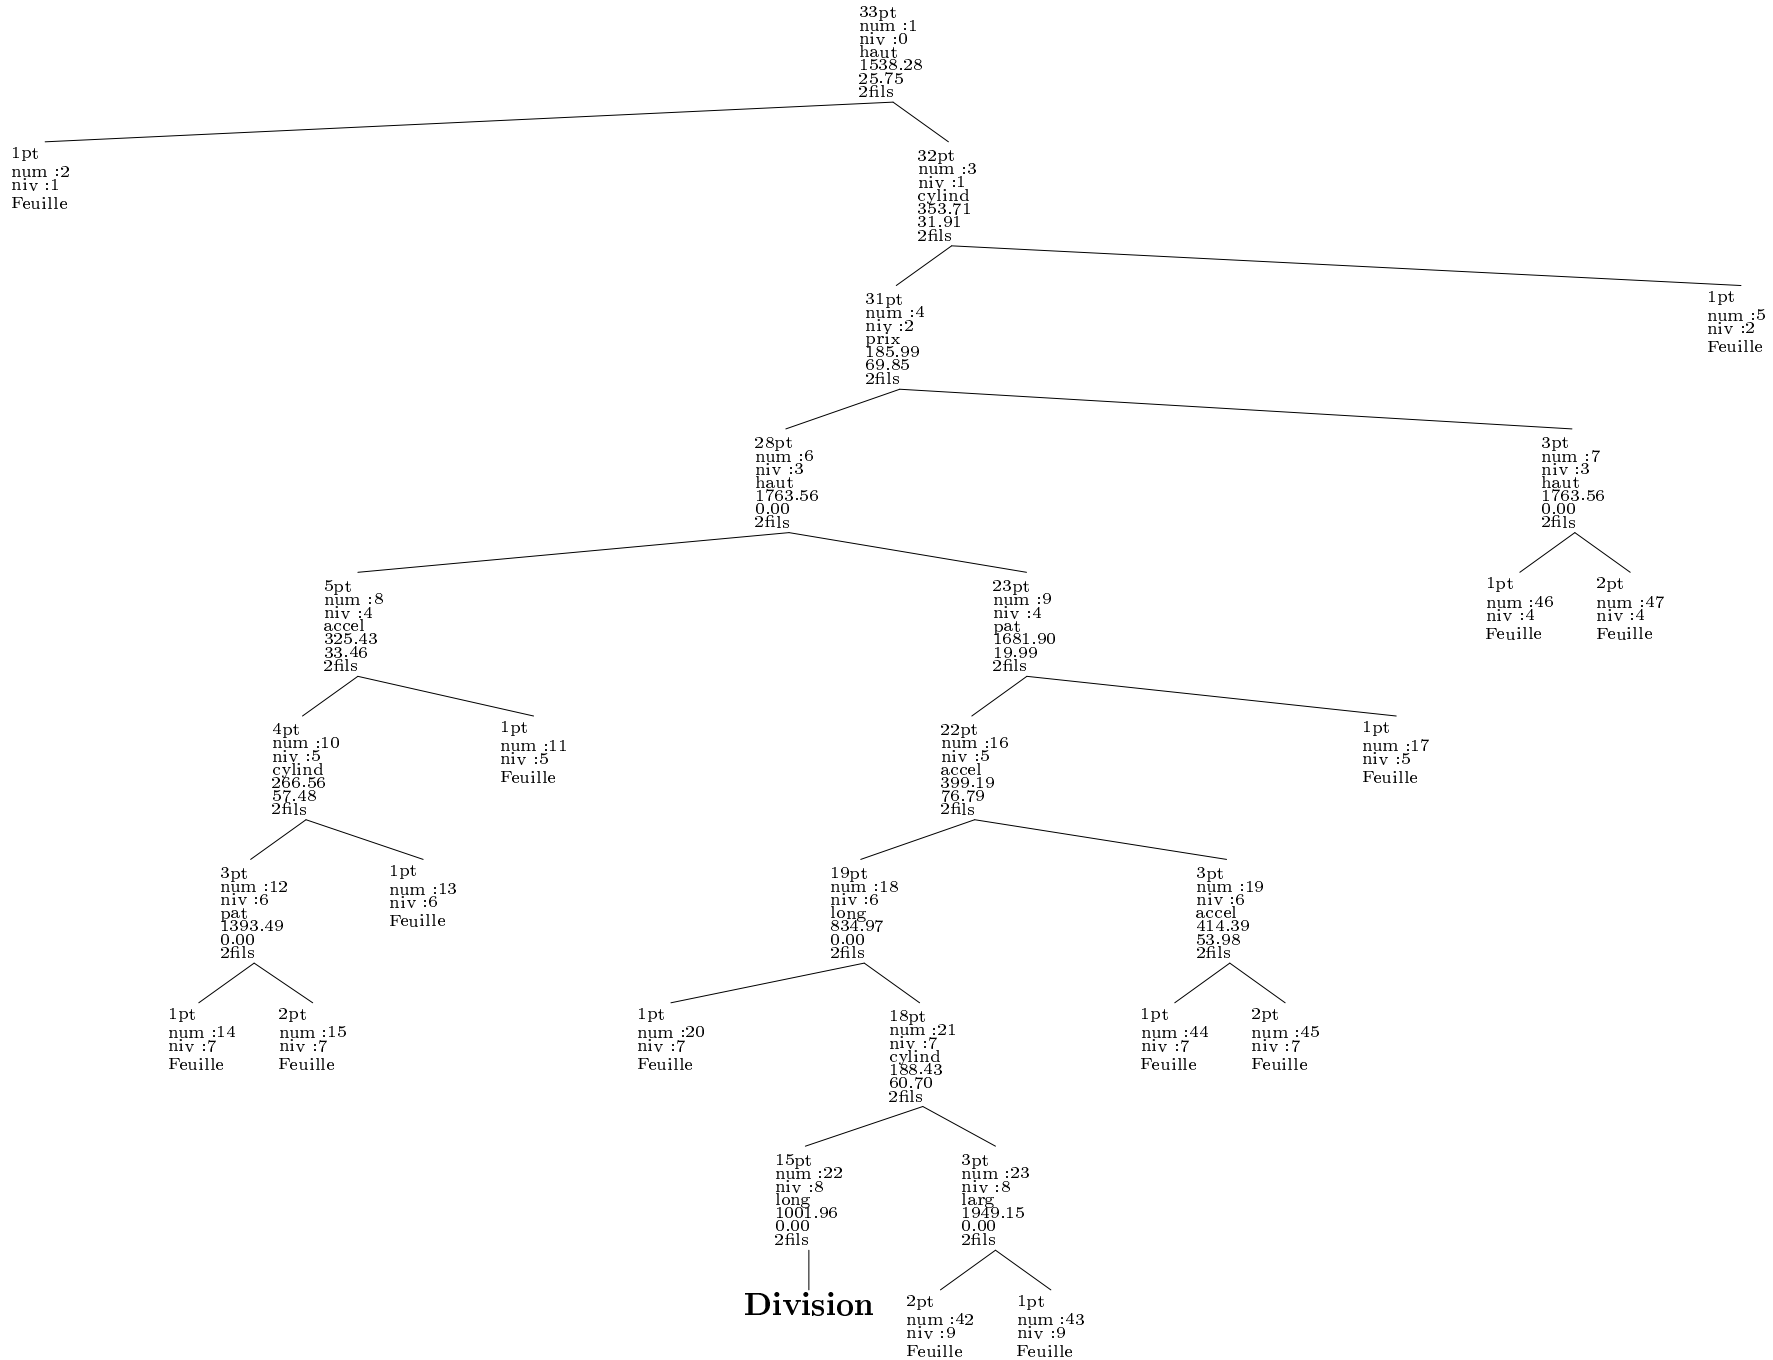 33pt
num :1
niv :0
haut
1538.28
25.75
2fils
1pt
num :2
niv :1
Feuille
32pt
num :3
niv :1
cylind
353.71
31.91
2fils
31pt
num :4
niv :2
prix
185.99
69.85
2fils
1pt
num :5
niv :2
Feuille
28pt
num :6
niv :3
haut
1763.56
0.00
2fils
3pt
num :7
niv :3
haut
1763.56
0.00
2fils
5pt
num :8
niv :4
accel
325.43
33.46
2fils
23pt
num :9
niv :4
pat
1681.90
19.99
2fils
1pt
num :46
niv :4
Feuille
2pt
num :47
niv :4
Feuille
4pt
num :10
niv :5
cylind
266.56
57.48
2fils
1pt
num :11
niv :5
Feuille
22pt
num :16
niv :5
accel
399.19
76.79
2fils
1pt
num :17
niv :5
Feuille
3pt
num :12
niv :6
pat
1393.49
0.00
2fils
1pt
num :13
niv :6
Feuille
19pt
num :18
niv :6
long
834.97
0.00
2fils
3pt
num :19
niv :6
accel
414.39
53.98
2fils
1pt
num :14
niv :7
Feuille
2pt
num :15
niv :7
Feuille
1pt
num :20
niv :7
Feuille
18pt
num :21
niv :7
cylind
188.43
60.70
2fils
1pt
num :44
niv :7
Feuille
2pt
num :45
niv :7
Feuille
15pt
num :22
niv :8
long
1001.96
0.00
2fils
3pt
num :23
niv :8
larg
1949.15
0.00
2fils
Division
2pt
num :42
niv :9
Feuille
1pt
num :43
niv :9
Feuille